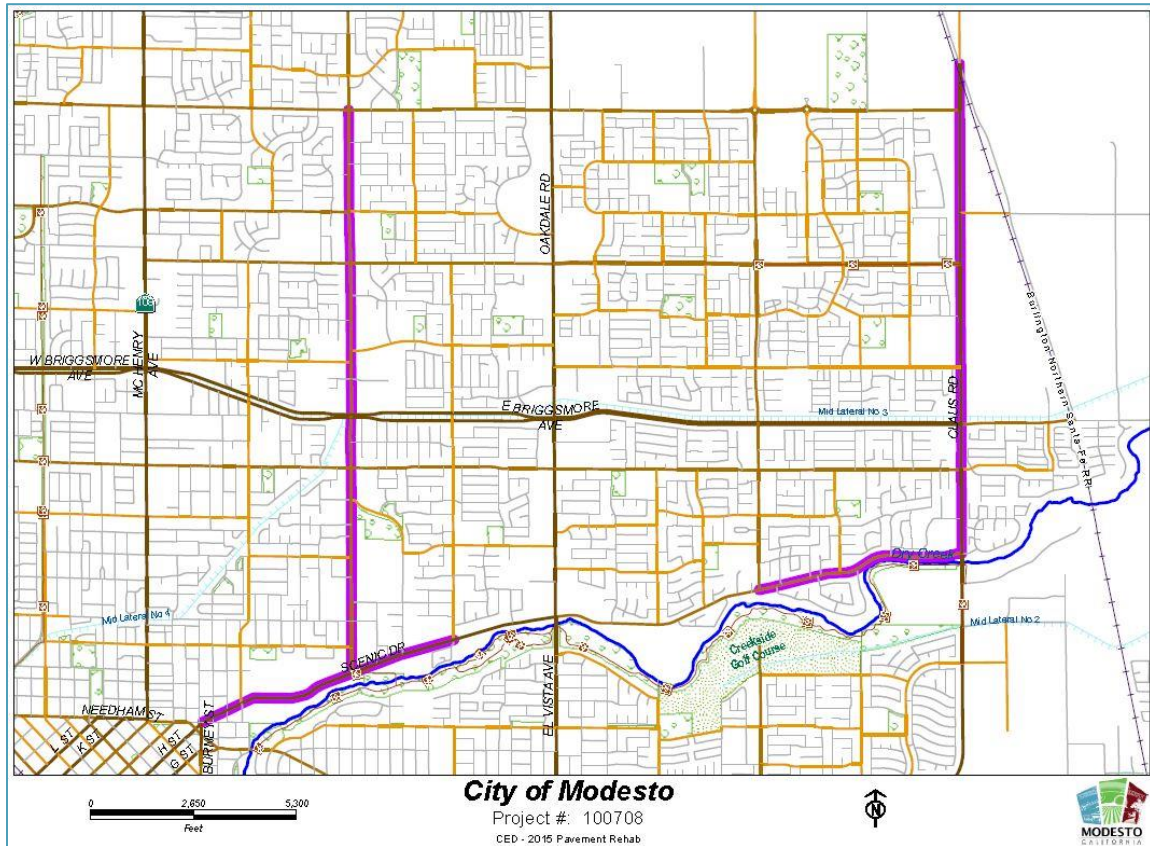 OAKDALE RD
108
Burlington-Northern-Santa-Fe-RR
W BRIGGSMORE
AVE
MC HENRY
AVE
E BRIGGSMORE
AVE
Mid Lateral No 3
CLAUS RD
Dry Creek
Mid Lateral No 4
Mid Lateral No 2
Creekside
Golf Course
SCENIC DR
EL VISTA AVE
NEEDHAM ST
BURNEY ST
L ST
K ST
H ST
G ST
0 2,650 5,300
Feet
City of Modesto
Project #: 100708
CED - 2015 Pavement Rehab
N
MODESTO
CALIFORNIA